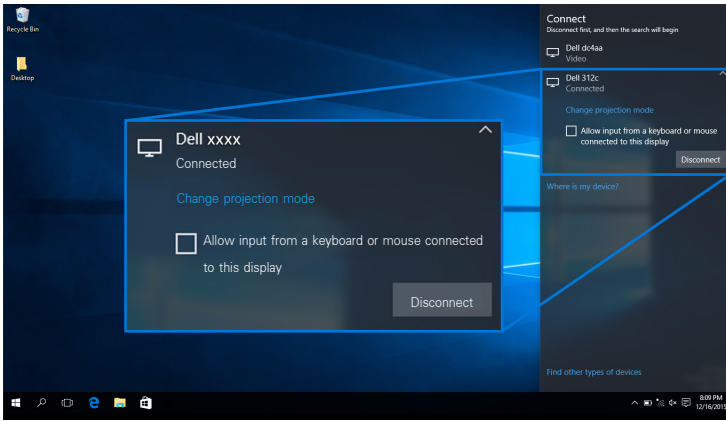 Recycle Bin
Desktop
Connect
Disconnect first, and then the search will begin
Dell dc4aa
Video
Dell 312c
Connected
Change projection mode
Allow input from a keyboard or mouse
connected to this display
Disconnect
Where is my device?
Find other types of devices
Dell xxxx
Connected
Change projection mode
Allow input from a keyboard or mouse connected
to this display
Disconnect
8:09 PM
12/16/2015